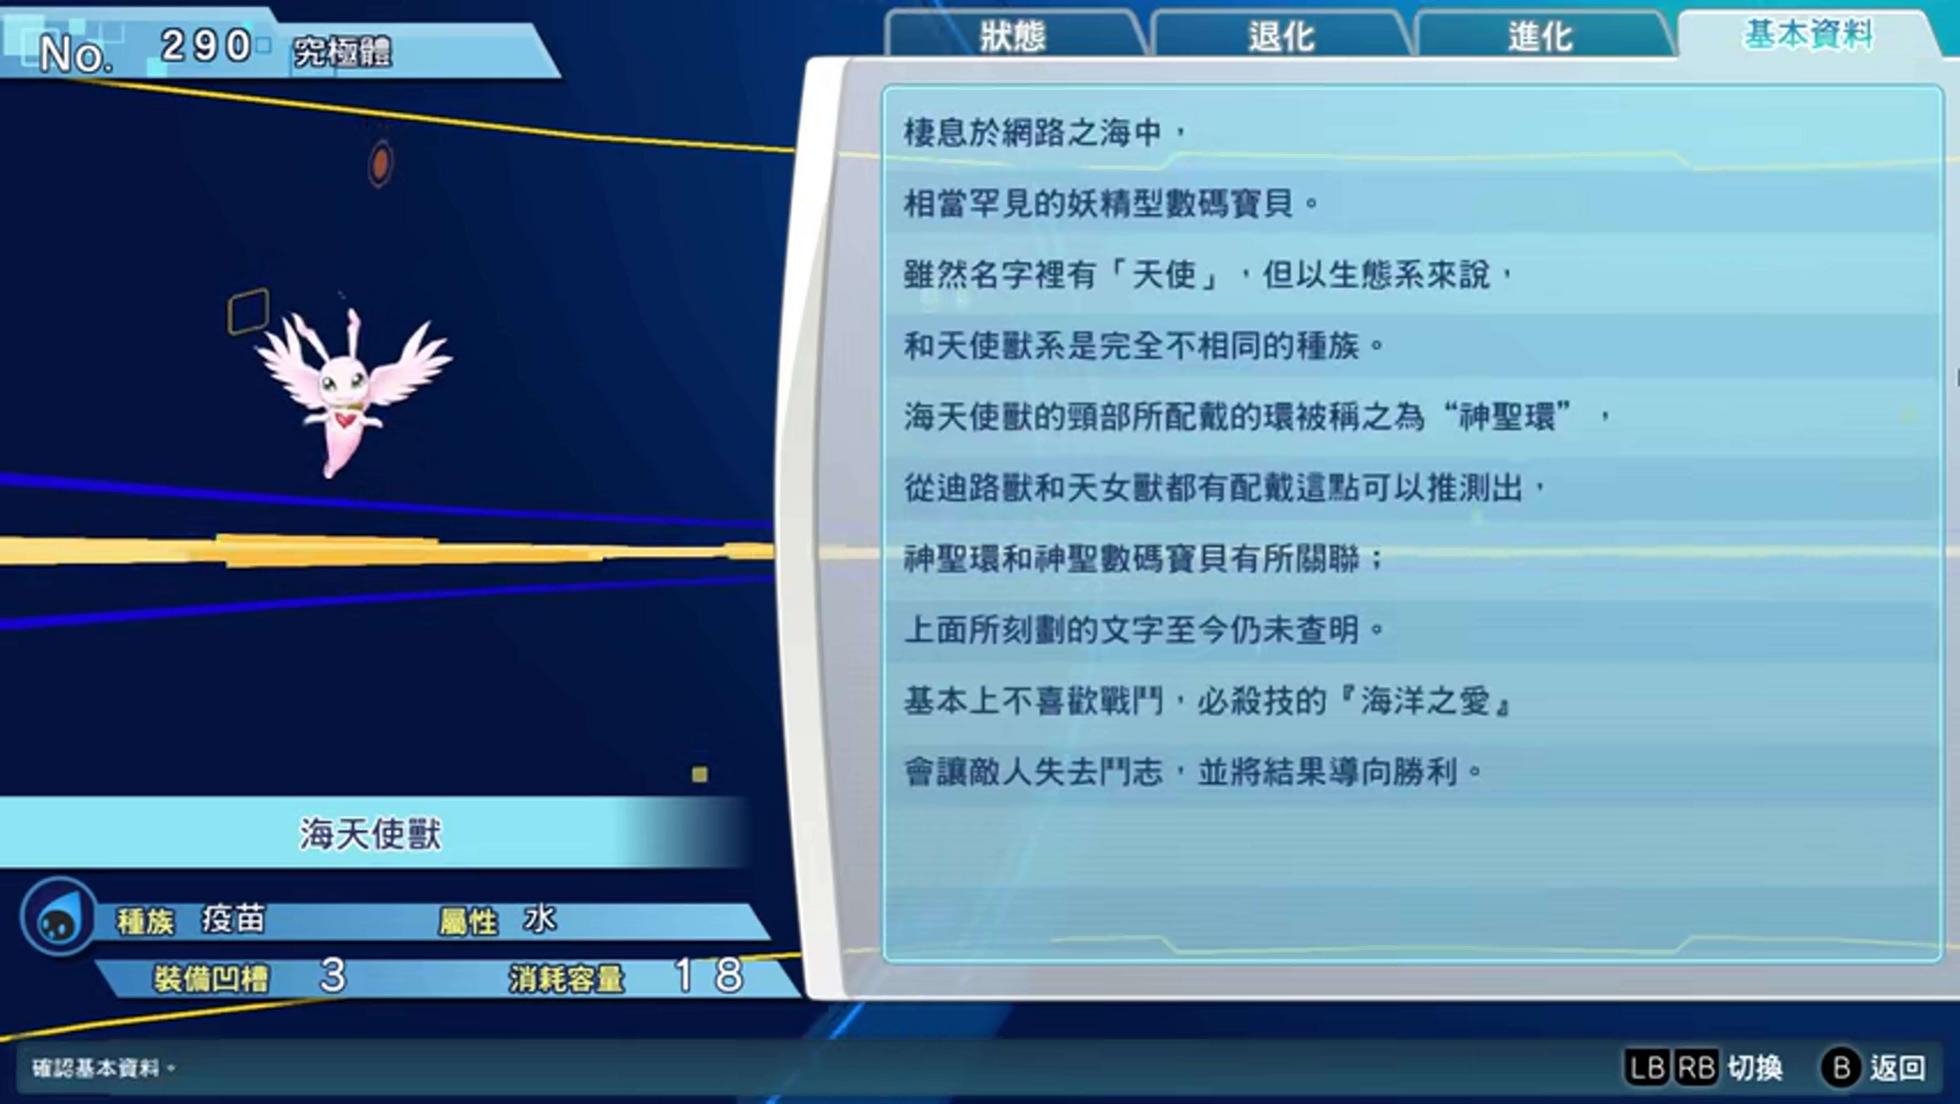 No. 290 究極體
狀態 退化 進化 基本資料
棲息於網路之海中，
相當罕見的妖精型數碼寶貝。
雖然名字裡有「天使」，但以生態系來說，
和天使獸系是完全不相同的種族。
海天使獸的頸部所配戴的環被稱之為“神聖環”，
從迪路獸和天女獸都有配戴這點可以推測出，
神聖環和神聖數碼寶貝有所關聯；
上面所刻劃的文字至今仍未查明。
基本上不喜歡戰鬥，必殺技的『海洋之愛』
會讓敵人失去鬥志，並將結果導向勝利。
海天使獸
種族 疫苗 屬性 水
裝備凹槽 3 消耗容量 18
確認基本資料。
LB RB 切換 B 返回